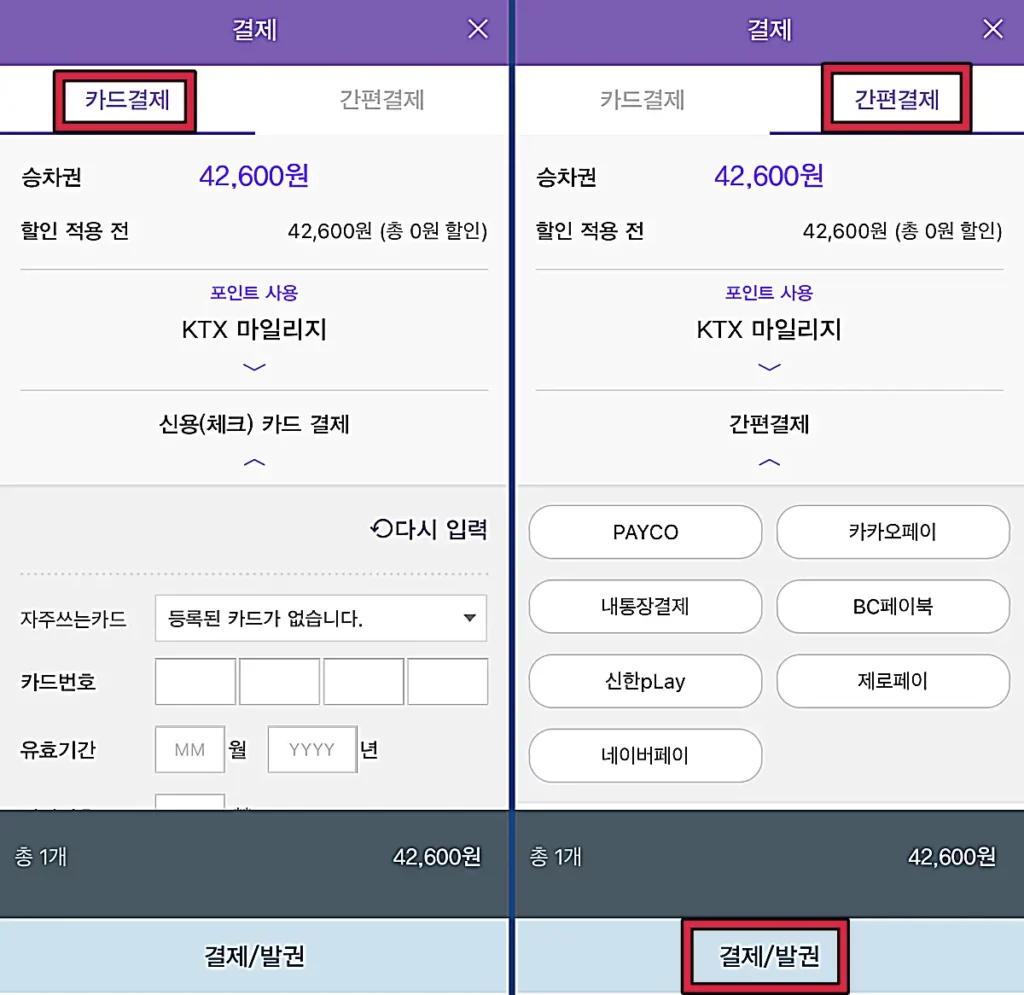 결제
카드결제 간편결제
승차권 42,600원
할인 적용 전 42,600원 (총 0원 할인)
포인트 사용
KTX 마일리지
신용(체크) 카드 결제
다시 입력
자주쓰는카드 등록된 카드가 없습니다.
카드번호
유효기간 MM 월 YYYY 년
총 1개 42,600원
결제/발권
결제
카드결제 간편결제
승차권 42,600원
할인 적용 전 42,600원 (총 0원 할인)
포인트 사용
KTX 마일리지
간편결제
PAYCO 카카오페이
내통장결제 BC페이북
신한pLay 제로페이
네이버페이
총 1개 42,600원
결제/발권